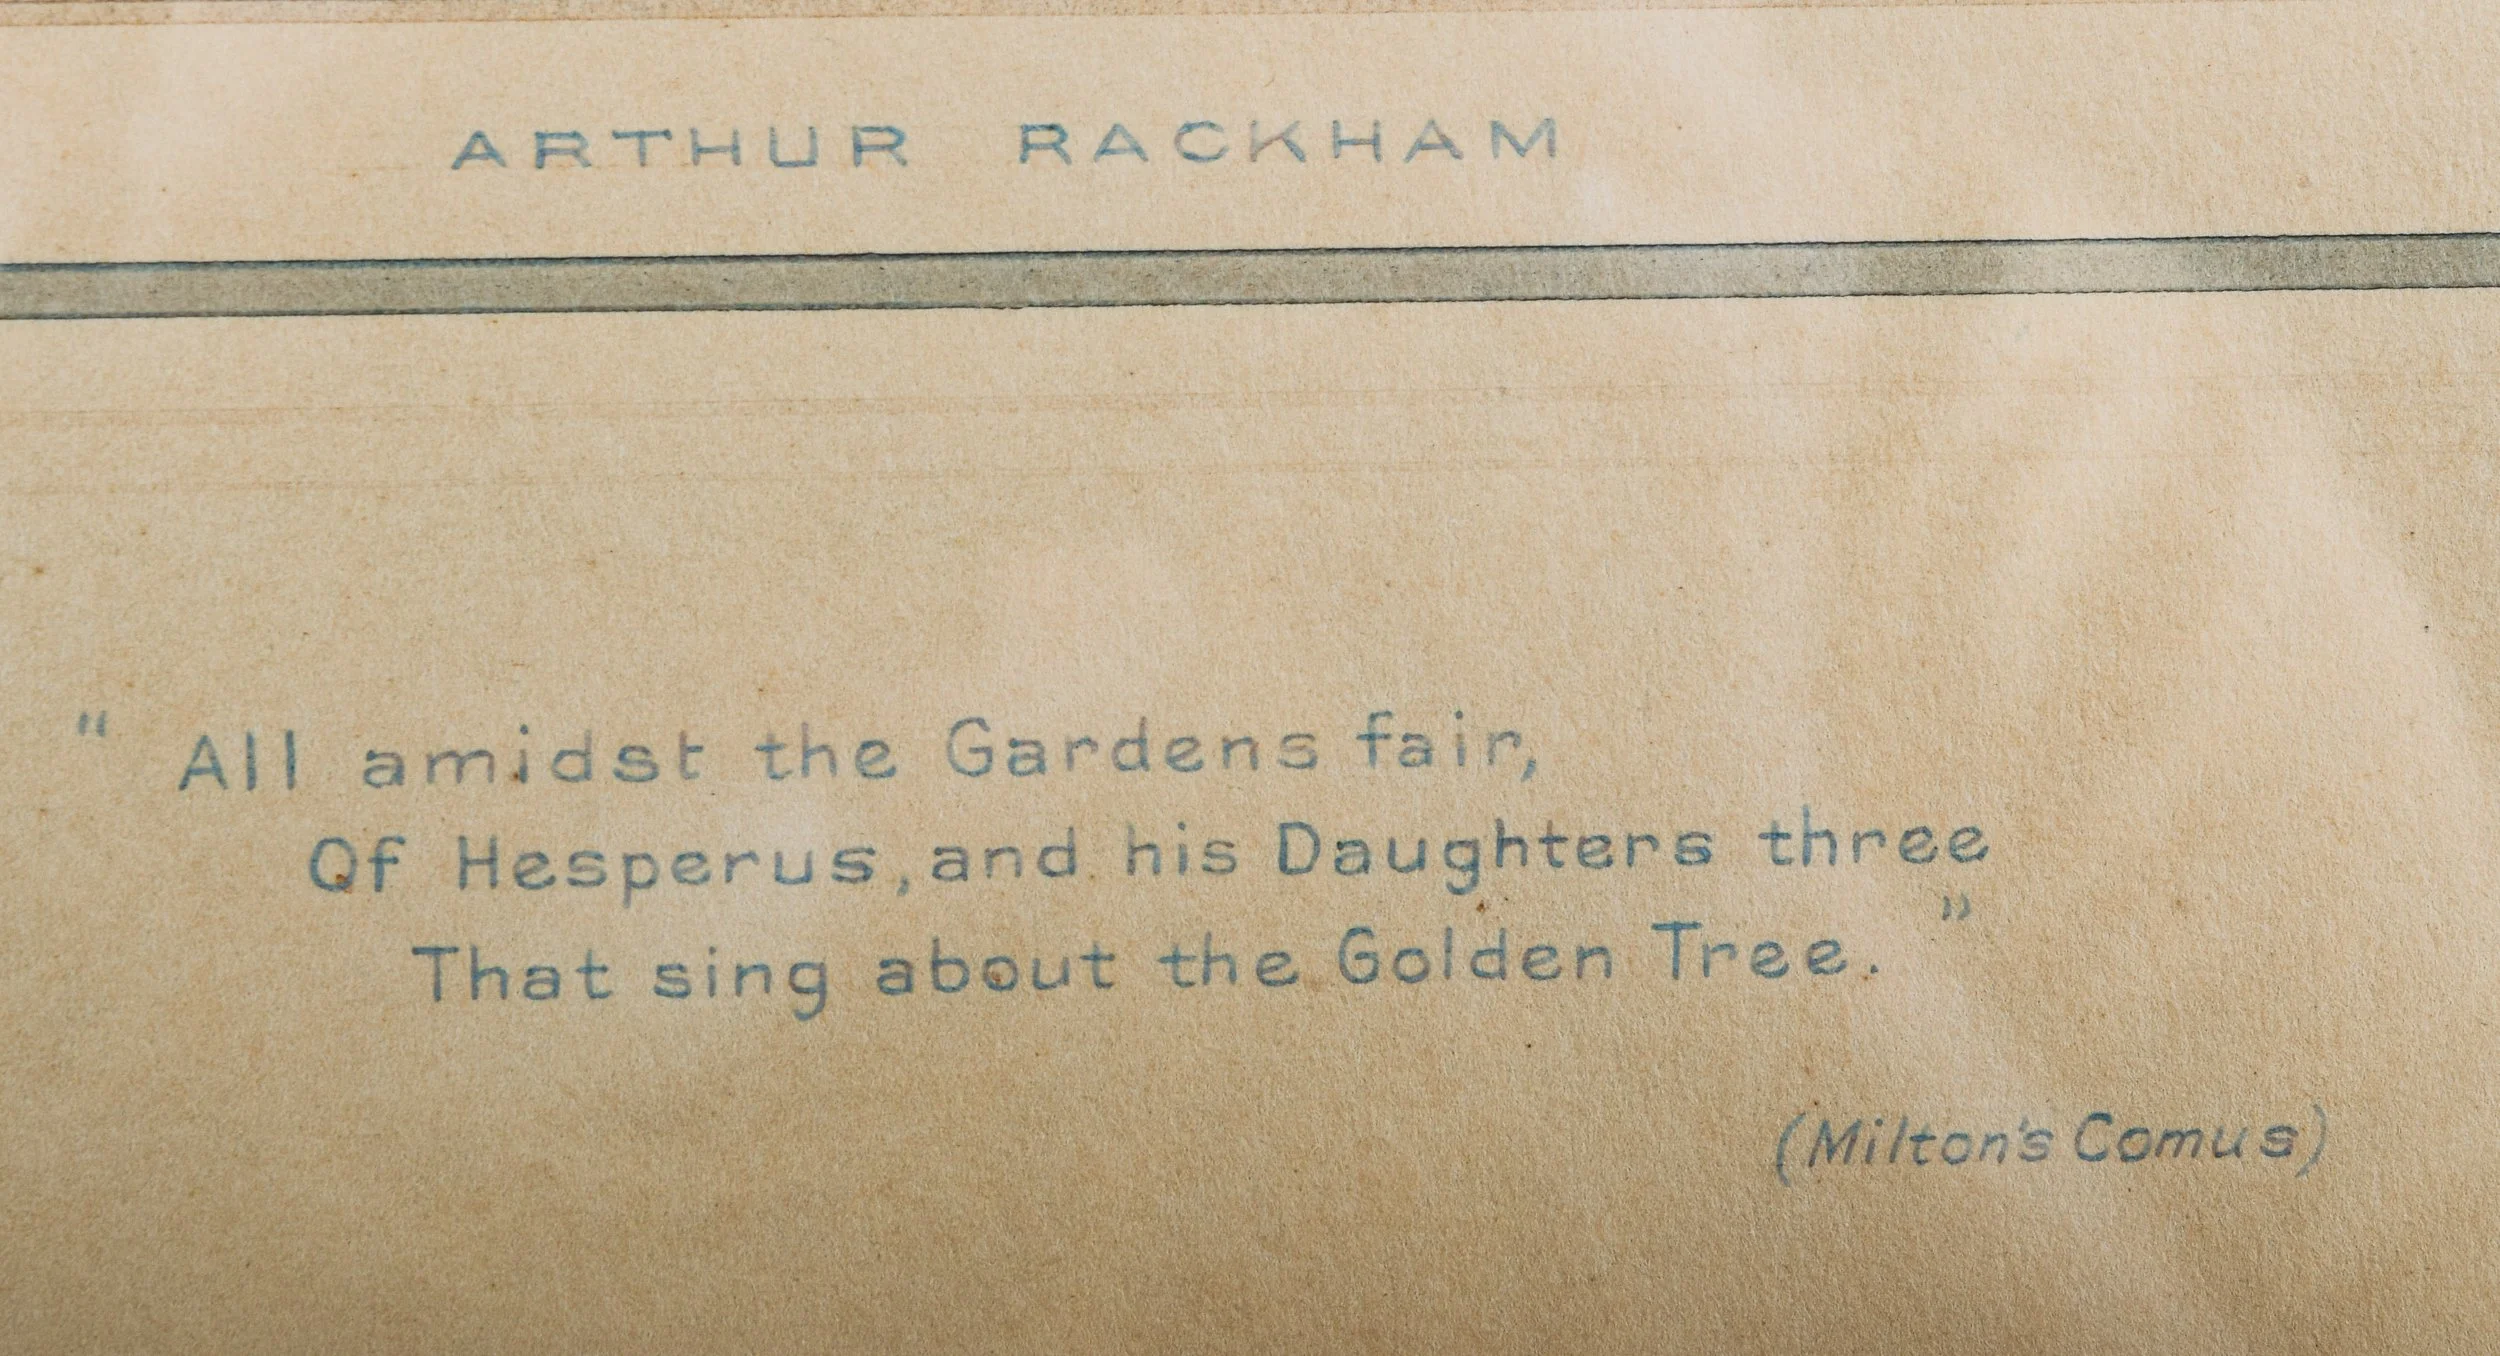 ARTHUR RACKHAM
" All amidst the Gardens fair,
Of Hesperus, and his Daughters three
That sing about the Golden Tree. "
(Milton's Comus)